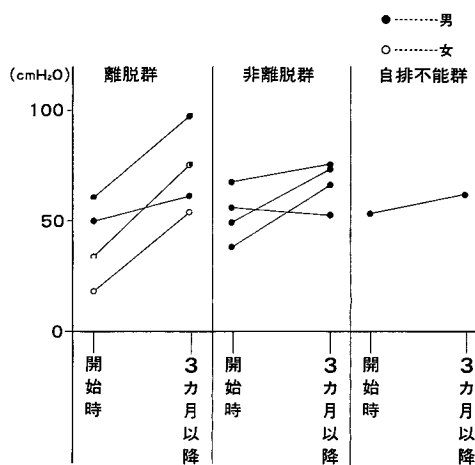 ●--------男
○--------女
(cmH₂O)
離脱群
非離脱群
自排不能群
100
50
0
開始時
3カ月以降
開始時
3カ月以降
開始時
3カ月以降